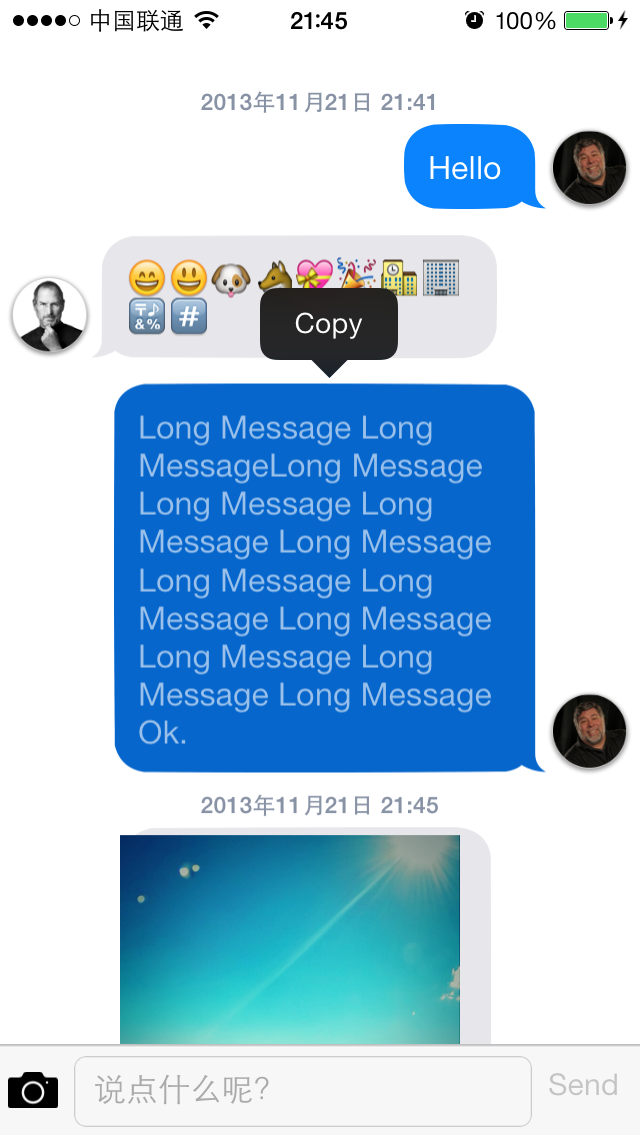 中国联通 21:45 100%
2013年11月21日 21:41
Hello
Copy
Long Message Long
MessageLong Message
Long Message Long
Message Long Message
Long Message Long
Message Long Message
Long Message Long
Message Long Message
Ok.
2013年11月21日 21:45
说点什么呢? Send